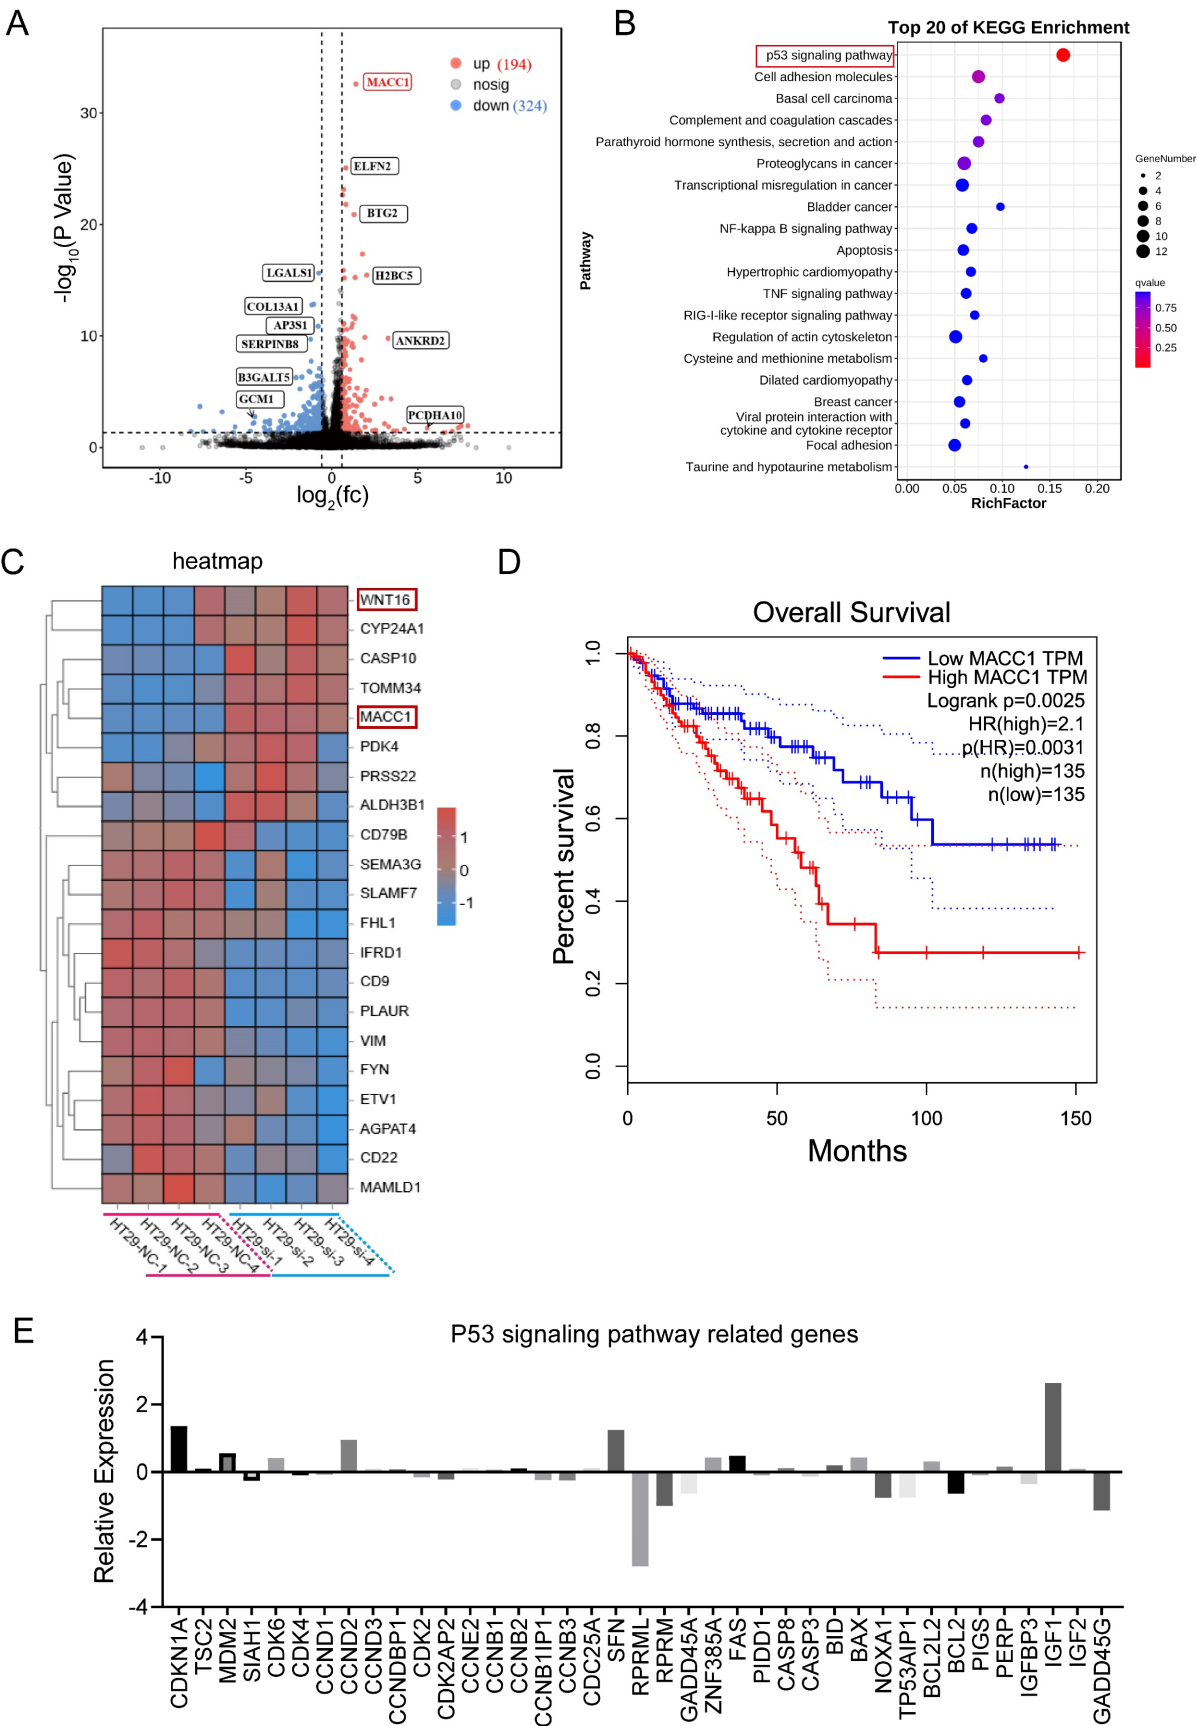 A
-log10(P Value)
30
20
10
0
-10
-5
0
5
10
log2(fc)
up (194)
nosig
down (324)
MACC1
ELFN2
BTG2
LGALS1
H2BC5
COL13A1
AP3S1
SERPINB8
ANKRD2
B3GALT5
GCM1
PCDHA10
B
Top 20 of KEGG Enrichment
Pathway
p53 signaling pathway
Cell adhesion molecules
Basal cell carcinoma
Complement and coagulation cascades
Parathyroid hormone synthesis, secretion and action
Proteoglycans in cancer
Transcriptional misregulation in cancer
Bladder cancer
NF-kappa B signaling pathway
Apoptosis
Hypertrophic cardiomyopathy
TNF signaling pathway
RIG-I-like receptor signaling pathway
Regulation of actin cytoskeleton
Cysteine and methionine metabolism
Dilated cardiomyopathy
Breast cancer
Viral protein interaction with
cytokine and cytokine receptor
Focal adhesion
Taurine and hypotaurine metabolism
0.00
0.05
0.10
0.15
0.20
RichFactor
GeneNumber
2
4
6
8
10
12
qvalue
0.75
0.50
0.25
C
heatmap
WNT16
CYP24A1
CASP10
TOMM34
MACC1
PDK4
PRSS22
ALDH3B1
CD79B
SEMA3G
SLAMF7
FHL1
IFRD1
CD9
PLAUR
VIM
FYN
ETV1
AGPAT4
CD22
MAMLD1
1
0
-1
HT29-NC-1
HT29-NC-2
HT29-NC-3
HT29-NC-4
HT29-si-1
HT29-si-2
HT29-si-3
HT29-si-4
D
Overall Survival
Percent survival
1.0
0.8
0.6
0.4
0.2
0.0
0
50
100
150
Months
Low MACC1 TPM
High MACC1 TPM
Logrank p=0.0025
HR(high)=2.1
p(HR)=0.0031
n(high)=135
n(low)=135
E
P53 signaling pathway related genes
Relative Expression
4
2
0
-2
-4
CDKN1A
TSC2
MDM2
SIAH1
CDK6
CDK4
CCND1
CCND2
CCND3
CCNDBP1
CDK2
CDK2AP2
CCNE2
CCNB1
CCNB2
CCNB1IP1
CCNB3
CDC25A
SFN
RPRML
RPRM
GADD45A
ZNF385A
FAS
PIDD1
CASP8
CASP3
BID
BAX
NOXA1
TP53AIP1
BCL2L2
BCL2
PIGS
PERP
IGFBP3
IGF1
IGF2
GADD45G